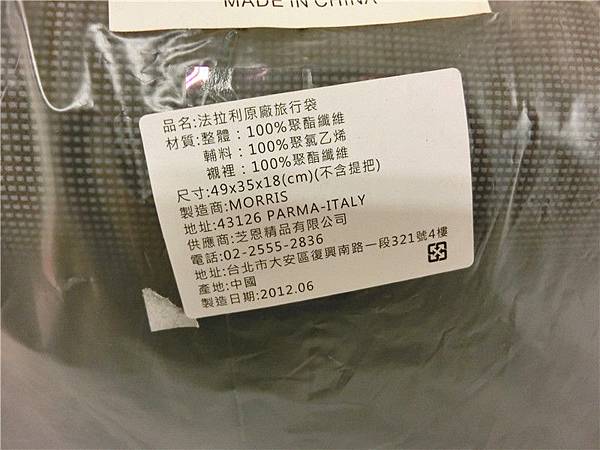 MADE IN CHINA
品名:法拉利原廠旅行袋
材質:整體：100%聚酯纖維
輔料：100%聚氯乙烯
襯裡：100%聚酯纖維
尺寸:49x35x18(cm)(不含提把)
製造商:MORRIS
地址:43126 PARMA-ITALY
供應商:芝恩精品有限公司
電話:02-2555-2836
地址:台北市大安區復興南路一段321號4樓
產地:中國
製造日期:2012.06